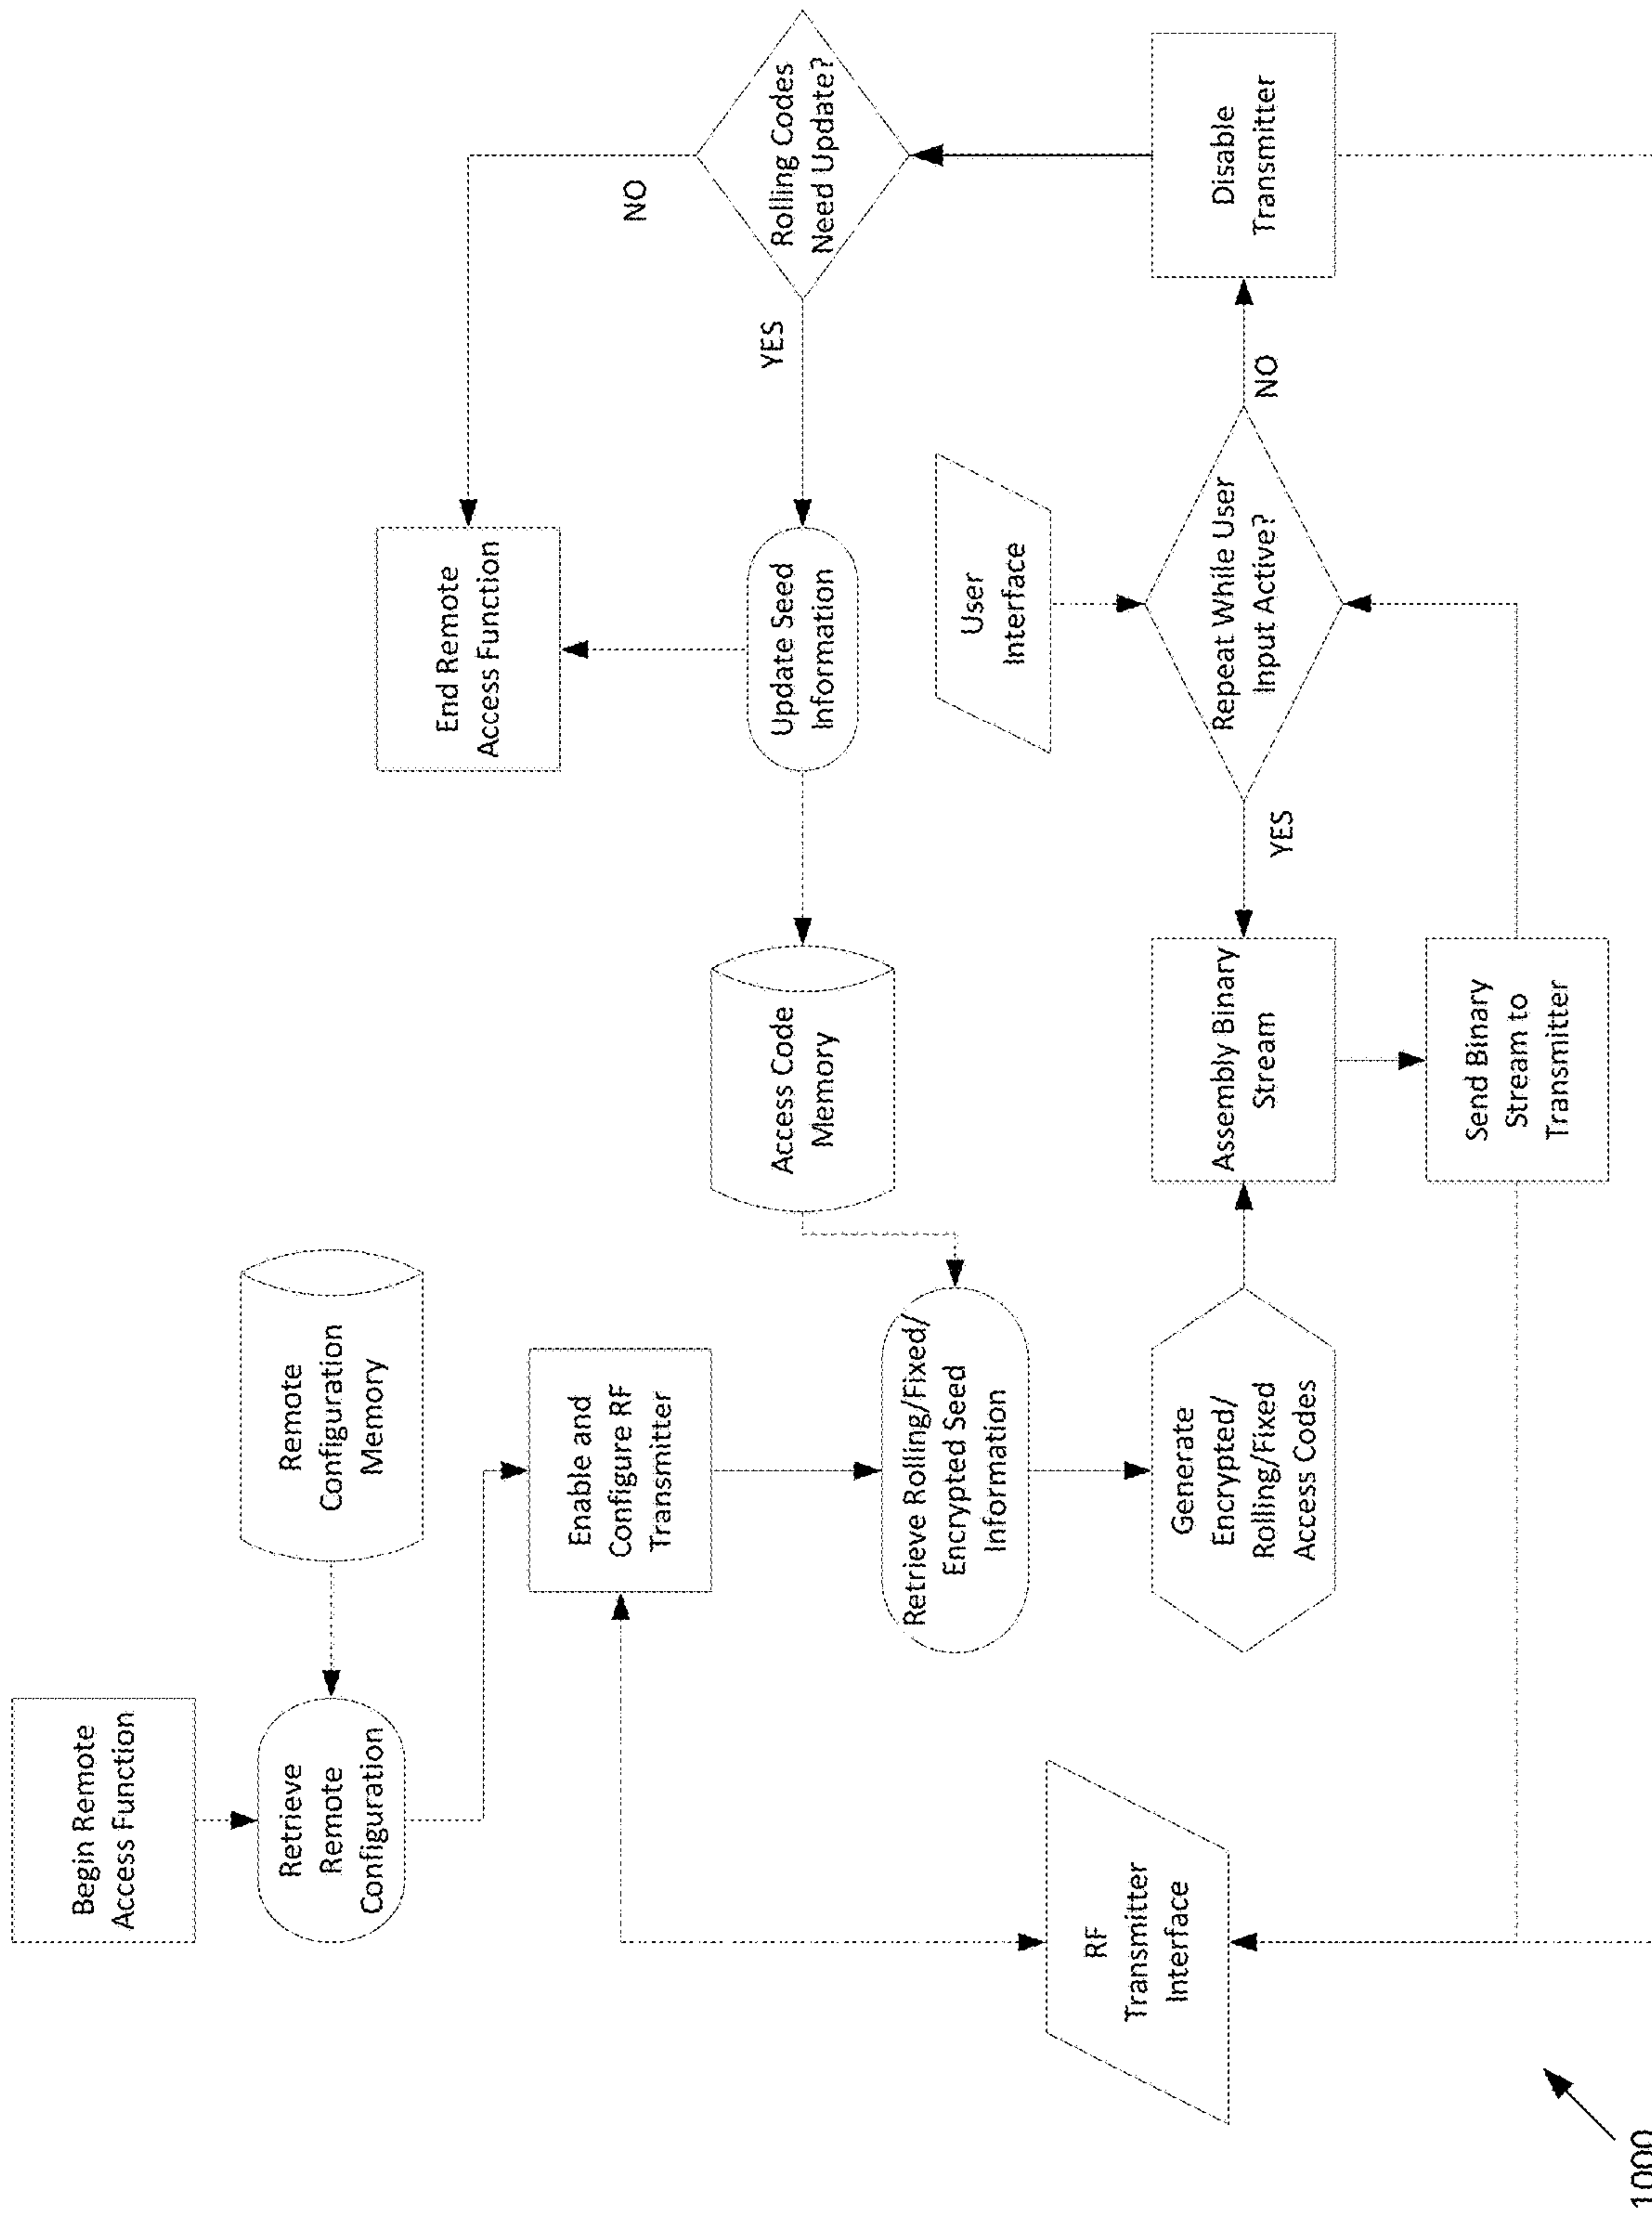 Begin Remote
Access Function
Retrieve
Remote
Configuration
Remote
Configuration
Memory
Enable and
Configure RF
Transmitter
Retrieve Rolling/Fixed/
Encrypted Seed
Information
Generate
Encrypted/
Rolling/Fixed
Access Codes
RF
Transmitter
Interface
Access Code
Memory
Assembly Binary
Stream
Send Binary
Stream to
Transmitter
End Remote
Access Function
Update Seed
Information
User
Interface
Repeat While User
Input Active?
YES
NO
Rolling Codes
Need Update?
YES
NO
Disable
Transmitter
1000